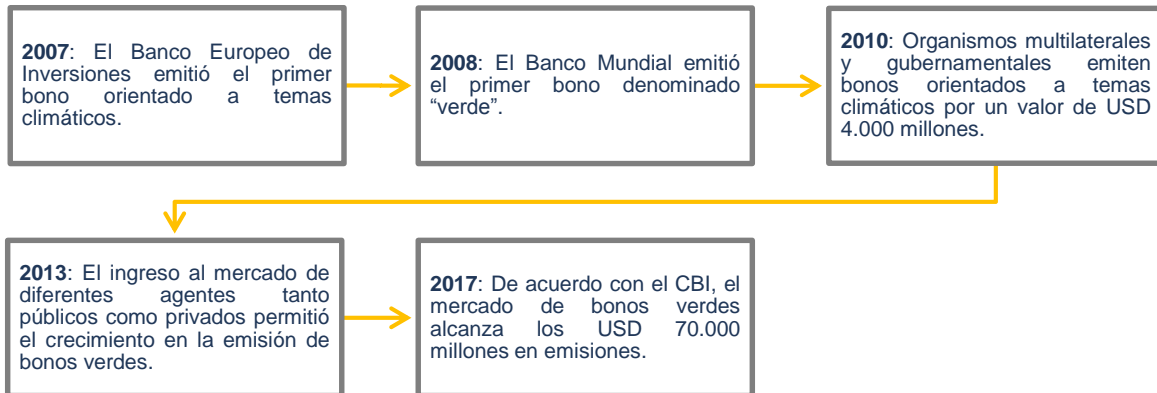 2007: El Banco Europeo de
Inversiones emitió el primer
bono orientado a temas
climáticos.
2008: El Banco Mundial emitió
el primer bono denominado
“verde”.
2010: Organismos multilaterales
y gubernamentales emiten
bonos orientados a temas
climáticos por un valor de USD
4.000 millones.
2013: El ingreso al mercado de
diferentes agentes tanto
públicos como privados permitió
el crecimiento en la emisión de
bonos verdes.
2017: De acuerdo con el CBI, el
mercado de bonos verdes
alcanza los USD 70.000
millones en emisiones.